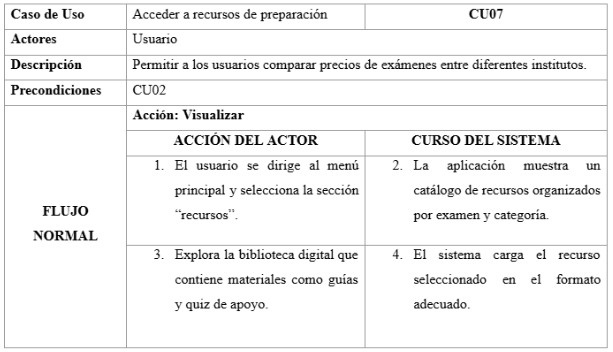 Caso de Uso Acceder a recursos de preparación CU07
Actores Usuario
Descripción Permitir a los usuarios comparar precios de exámenes entre diferentes institutos.
Precondiciones CU02
FLUJO
NORMAL
Acción: Visualizar
ACCIÓN DEL ACTOR CURSO DEL SISTEMA
1. El usuario se dirige al menú
principal y selecciona la sección
“recursos”.
2. La aplicación muestra un
catálogo de recursos organizados
por examen y categoría.
3. Explora la biblioteca digital que
contiene materiales como guías
y quiz de apoyo.
4. El sistema carga el recurso
seleccionado en el formato
adecuado.